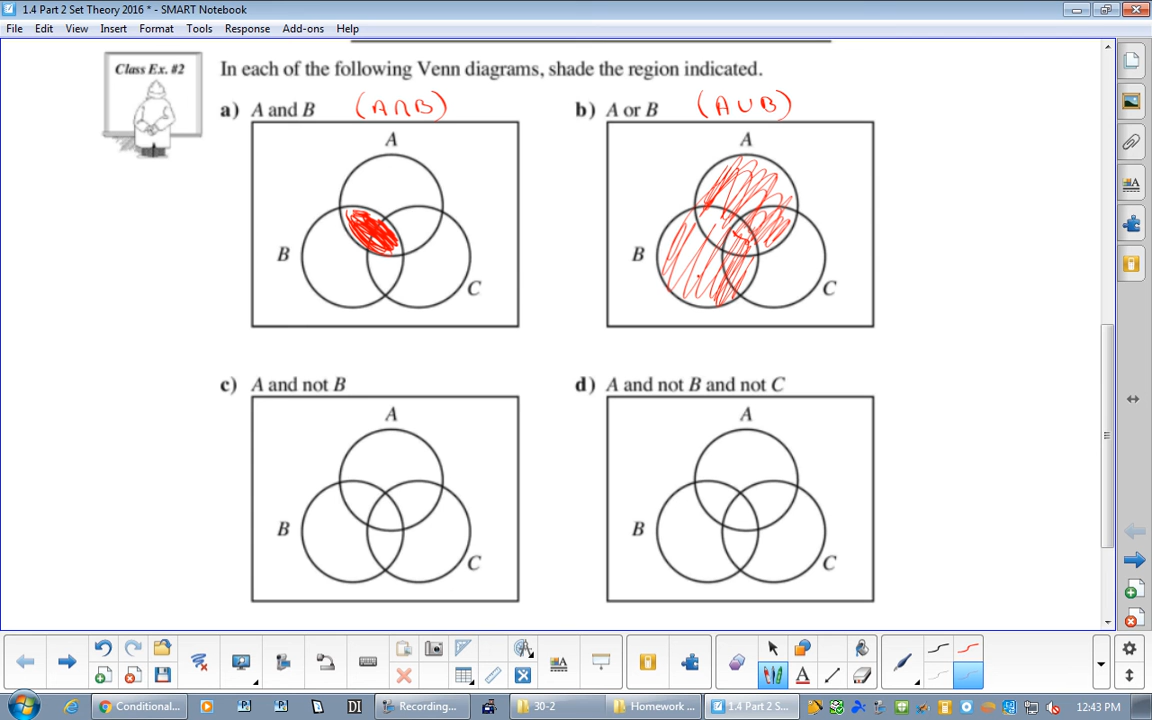 1.4 Part 2 Set Theory 2016 * - SMART Notebook
File Edit View Insert Format Tools Response Add-ons Help
Class Ex. #2
In each of the following Venn diagrams, shade the region indicated.
a) A and B (A∩B)
b) A or B (A∪B)
A
B
C
A
B
C
c) A and not B
d) A and not B and not C
A
B
C
A
B
C
Conditional...
DI
Recording...
30-2
Homework ...
1.4 Part 2 S...
12:43 PM